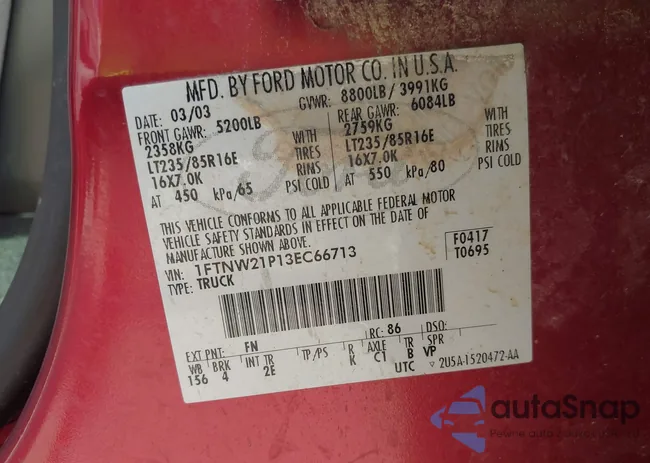 MFD. BY FORD MOTOR CO. IN U.S.A.
DATE: 03/03 GVWR: 8800LB/ 3991KG
FRONT GAWR: 5200LB REAR GAWR: 6084LB
2358KG WITH 2759KG WITH
LT235/85R16E TIRES LT235/85R16E TIRES
16X7.0K RIMS 16X7.0K RIMS
AT 450 kPa/65 PSI COLD AT 550 kPa/80 PSI COLD
THIS VEHICLE CONFORMS TO ALL APPLICABLE FEDERAL MOTOR
VEHICLE SAFETY STANDARDS IN EFFECT ON THE DATE OF
MANUFACTURE SHOWN ABOVE.
VIN: 1FTNW21P13EC66713 F0417
TYPE: TRUCK T0695
EXT PNT: FN RC: 86 DSO:
WB BRK INT TR TP/PS R AXLE TR SPR
156 4 2E K C1 B VP
UTC 2U5A-1520472-AA
autaSnap